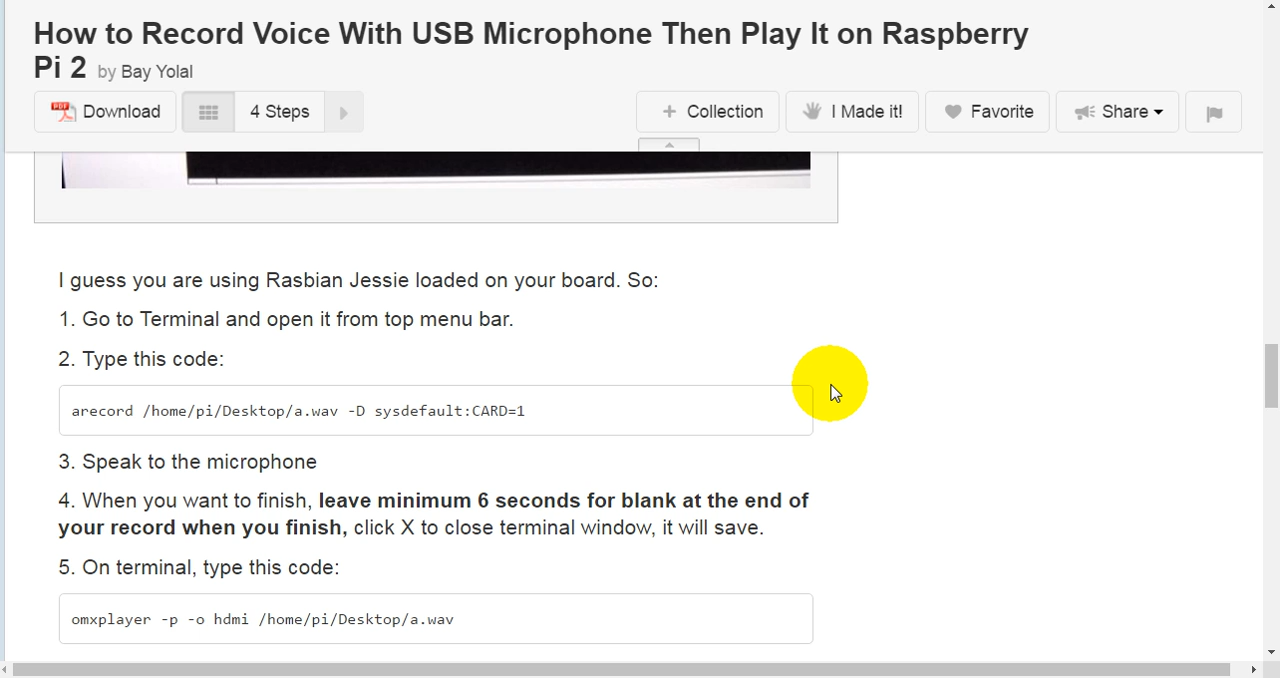 How to Record Voice With USB Microphone Then Play It on Raspberry
Pi 2 by Bay Yolal
PDF Download 4 Steps + Collection I Made it! Favorite Share
I guess you are using Rasbian Jessie loaded on your board. So:
1. Go to Terminal and open it from top menu bar.
2. Type this code:
arecord /home/pi/Desktop/a.wav -D sysdefault:CARD=1
3. Speak to the microphone
4. When you want to finish, leave minimum 6 seconds for blank at the end of
your record when you finish, click X to close terminal window, it will save.
5. On terminal, type this code:
omxplayer -p -o hdmi /home/pi/Desktop/a.wav